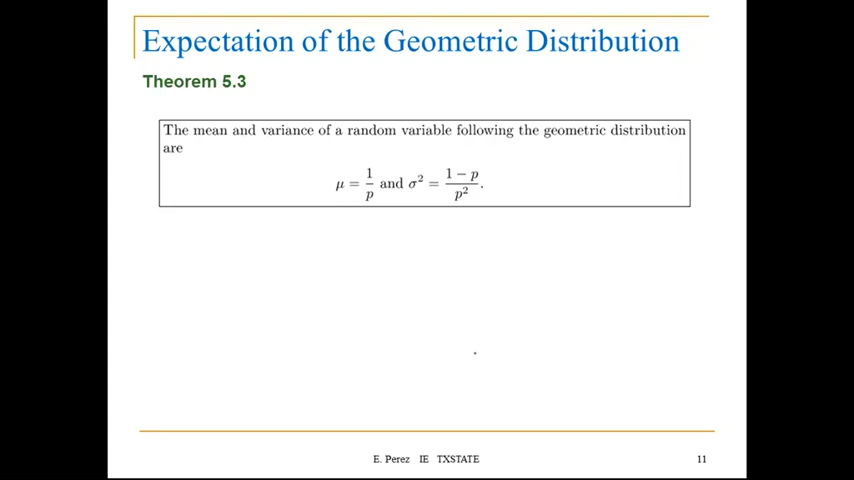 Expectation of the Geometric Distribution
Theorem 5.3
The mean and variance of a random variable following the geometric distribution
are
μ = 1/p and σ² = (1 − p)/p².
E. Perez IE TXSTATE 11